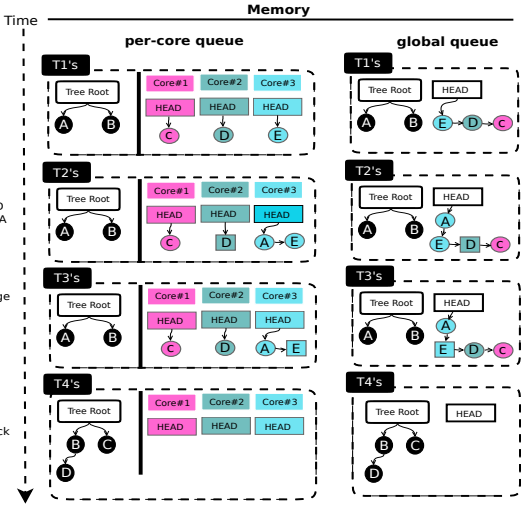 Memory
Time
per-core queue
global queue
T1's
Tree Root
A
B
Core#1
Core#2
Core#3
HEAD
HEAD
HEAD
c
D
E
T1's
Tree Root
A
B
HEAD
E
D
c
T2's
Tree Root
A
B
Core#1
Core#2
Core#3
HEAD
HEAD
HEAD
c
D
A
E
T2's
Tree Root
A
B
HEAD
A
E
D
c
A
T3's
Tree Root
A
B
Core#1
Core#2
Core#3
HEAD
HEAD
HEAD
c
D
A
E
T3's
Tree Root
A
B
HEAD
A
E
D
c
ge
T4's
Tree Root
B
C
D
Core#1
Core#2
Core#3
HEAD
HEAD
HEAD
T4's
Tree Root
B
C
D
HEAD
ck